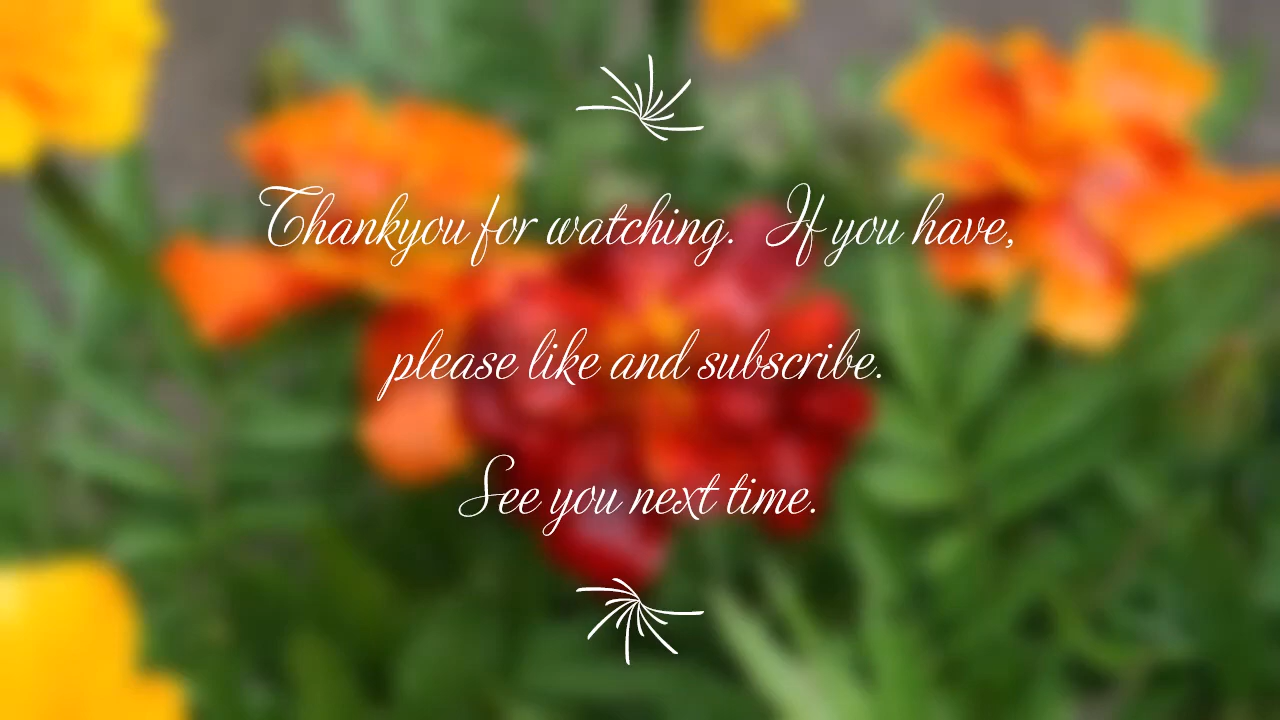 Thankyou for watching. If you have,
please like and subscribe.
See you next time.